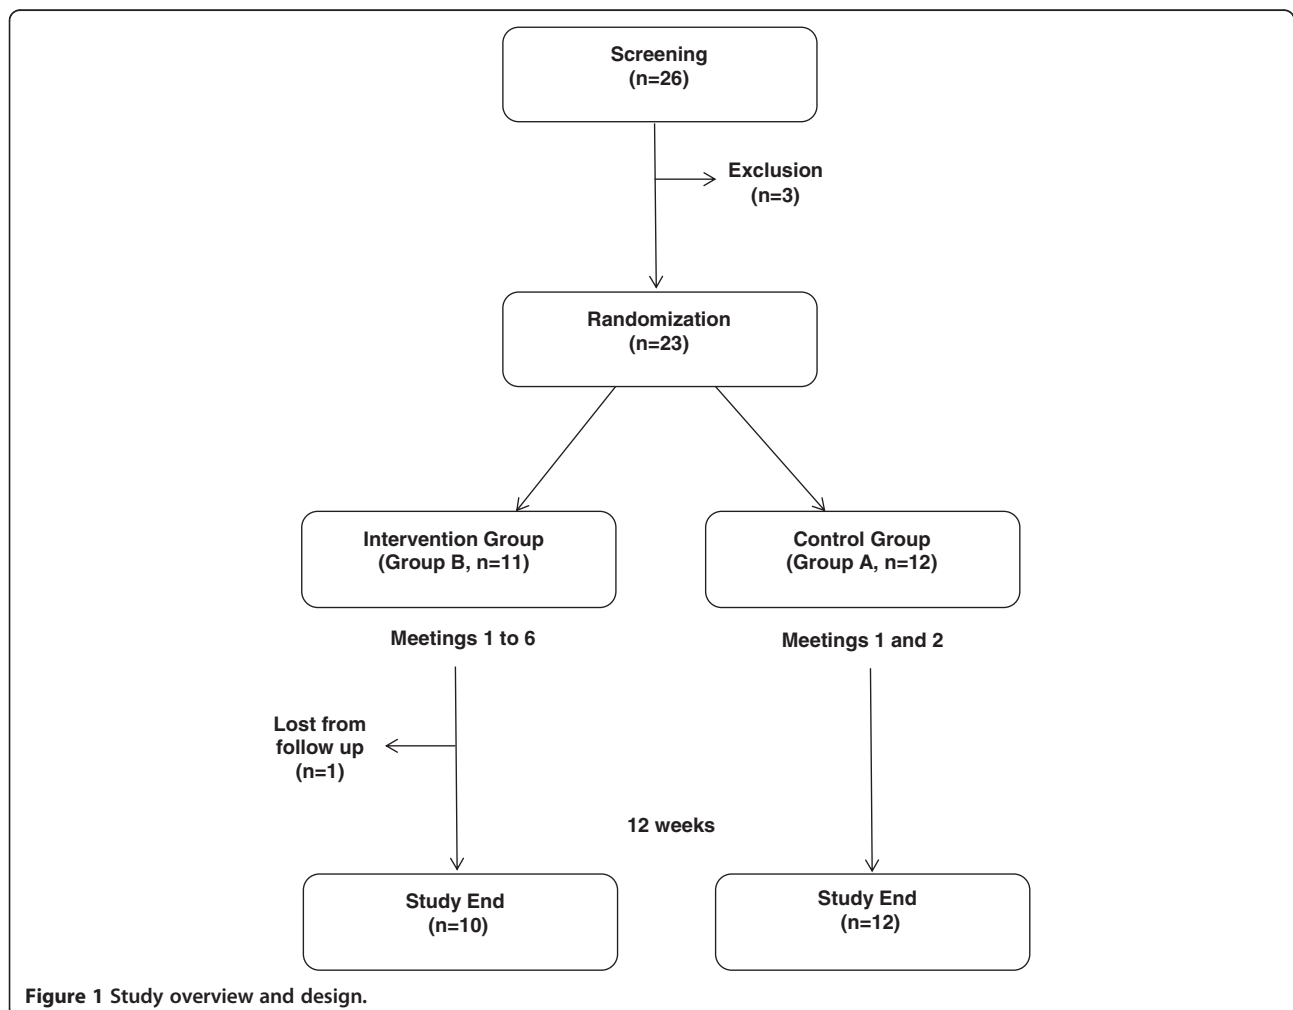 Screening
(n=26)
Exclusion
(n=3)
Randomization
(n=23)
Intervention Group
(Group B, n=11)
Control Group
(Group A, n=12)
Meetings 1 to 6
Meetings 1 and 2
Lost from
follow up
(n=1)
12 weeks
Study End
(n=10)
Study End
(n=12)
Figure 1 Study overview and design.